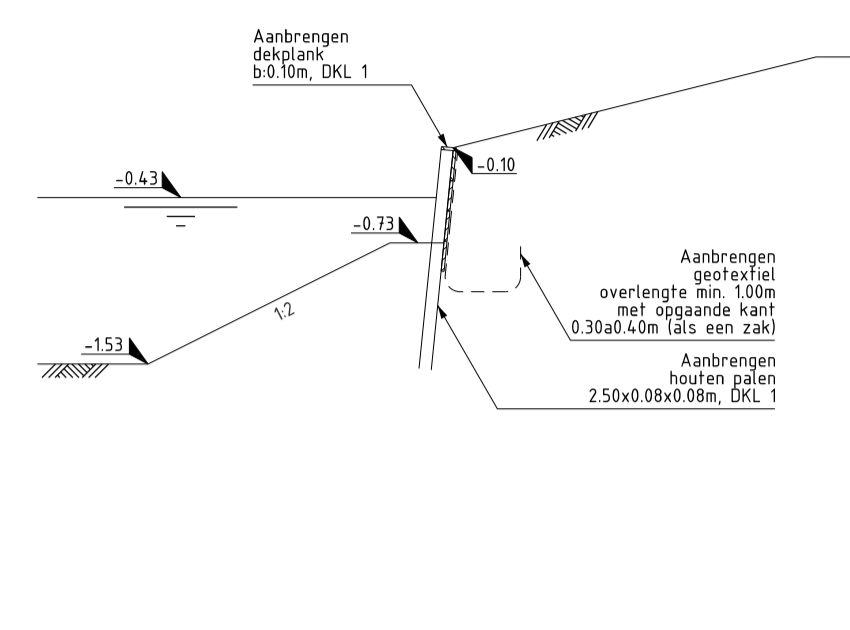 Aanbrengen
dekplank
b:0.10m, DKL 1
-0.10
-0.43
-0.73
Aanbrengen
geotextiel
overlengte min. 1.00m
met opgaande kant
0.30a0.40m (als een zak)
1:2
-1.53
Aanbrengen
houten palen
2.50x0.08x0.08m, DKL 1